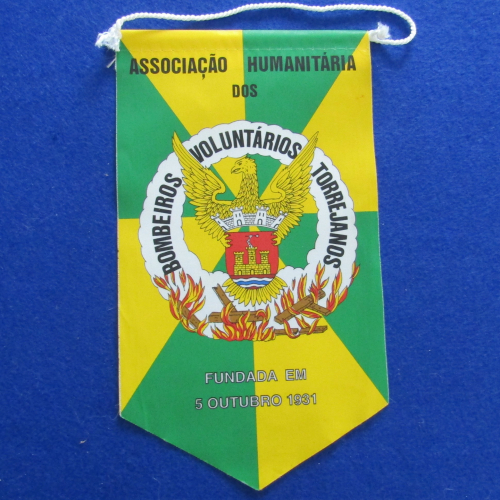 ASSOCIAÇÃO HUMANITÁRIA
DOS
BOMBEIROS VOLUNTÁRIOS TORREJANOS
FUNDADA EM
5 OUTUBRO 1931